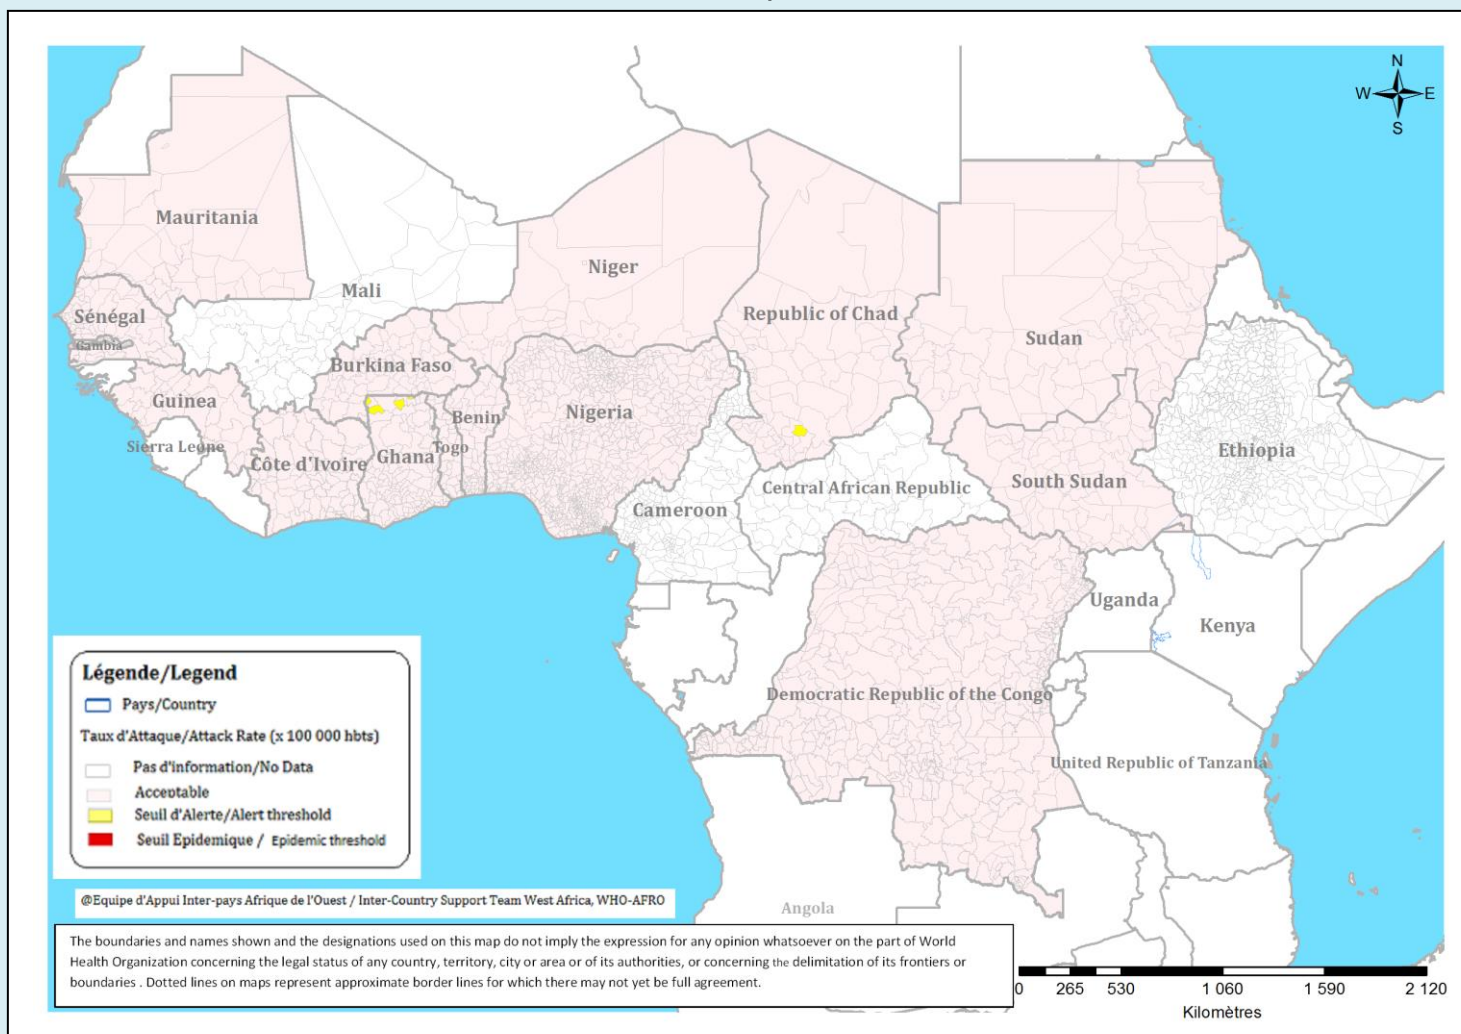 N
W E
S
Mauritania
Niger
Mali
Republic of Chad
Sénégal
Sudan
Gambia
Burkina Faso
Guinea
Nigeria
Benin
Sierra Leone
Togo
Ghana
Côte d'Ivoire
Ethiopia
Central African Republic
South Sudan
Cameroon
Uganda
Kenya
Democratic Republic of the Congo
United Republic of Tanzania
Angola
Légende/Legend
Pays/Country
Taux d'Attaque/Attack Rate (x 100 000 hbts)
Pas d'information/No Data
Acceptable
Seuil d'Alerte/Alert threshold
Seuil Epidemique / Epidemic threshold
@Equipe d'Appui Inter-pays Afrique de l'Ouest / Inter-Country Support Team West Africa, WHO-AFRO
The boundaries and names shown and the designations used on this map do not imply the expression for any opinion whatsoever on the part of World
Health Organization concerning the legal status of any country, territory, city or area or of its authorities, or concerning the delimitation of its frontiers or
boundaries . Dotted lines on maps represent approximate border lines for which there may not yet be full agreement.
0 265 530 1 060 1 590 2 120
Kilomètres